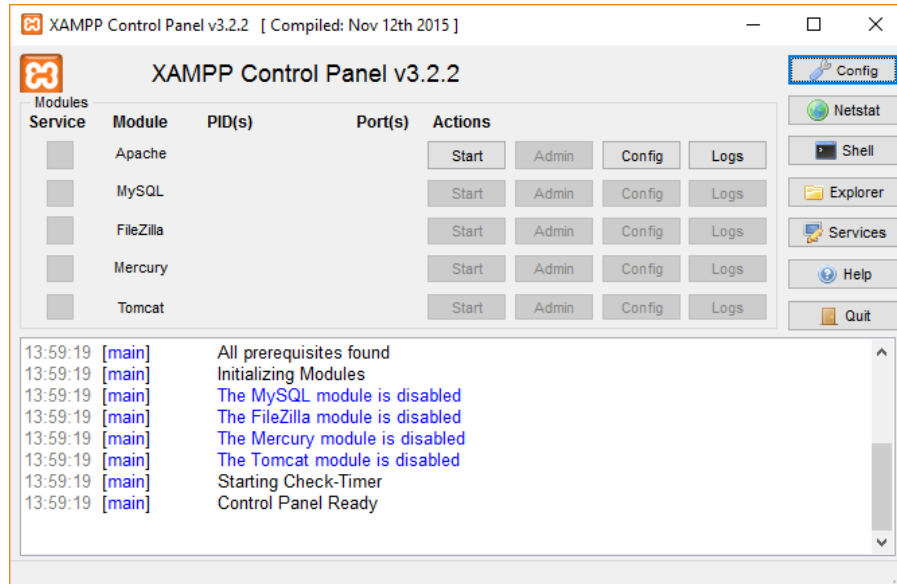 XAMPP Control Panel v3.2.2 [ Compiled: Nov 12th 2015 ]
XAMPP Control Panel v3.2.2
Config
Modules
Service Module PID(s) Port(s) Actions
Netstat
Apache Start Admin Config Logs
Shell
MySQL Start Admin Config Logs
Explorer
FileZilla Start Admin Config Logs
Services
Mercury Start Admin Config Logs
Help
Tomcat Start Admin Config Logs
Quit
13:59:19 [main] All prerequisites found
13:59:19 [main] Initializing Modules
13:59:19 [main] The MySQL module is disabled
13:59:19 [main] The FileZilla module is disabled
13:59:19 [main] The Mercury module is disabled
13:59:19 [main] The Tomcat module is disabled
13:59:19 [main] Starting Check-Timer
13:59:19 [main] Control Panel Ready